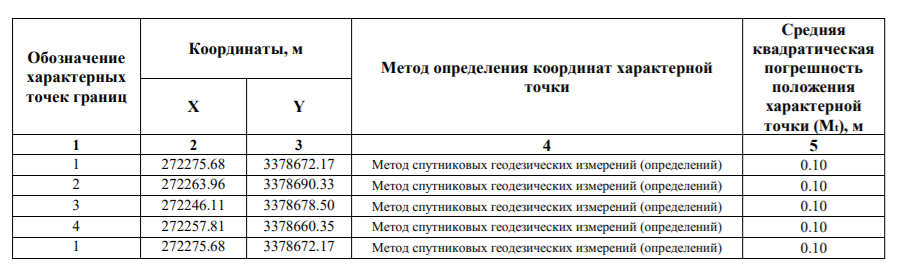 Обозначение
характерных
точек границ
Координаты, м
X
Y
Метод определения координат характерной
точки
Средняя
квадратическая
погрешность
положения
характерной
точки (Mt), м
1 2 3 4 5
1 272275.68 3378672.17 Метод спутниковых геодезических измерений (определений) 0.10
2 272263.96 3378690.33 Метод спутниковых геодезических измерений (определений) 0.10
3 272246.11 3378678.50 Метод спутниковых геодезических измерений (определений) 0.10
4 272257.81 3378660.35 Метод спутниковых геодезических измерений (определений) 0.10
1 272275.68 3378672.17 Метод спутниковых геодезических измерений (определений) 0.10